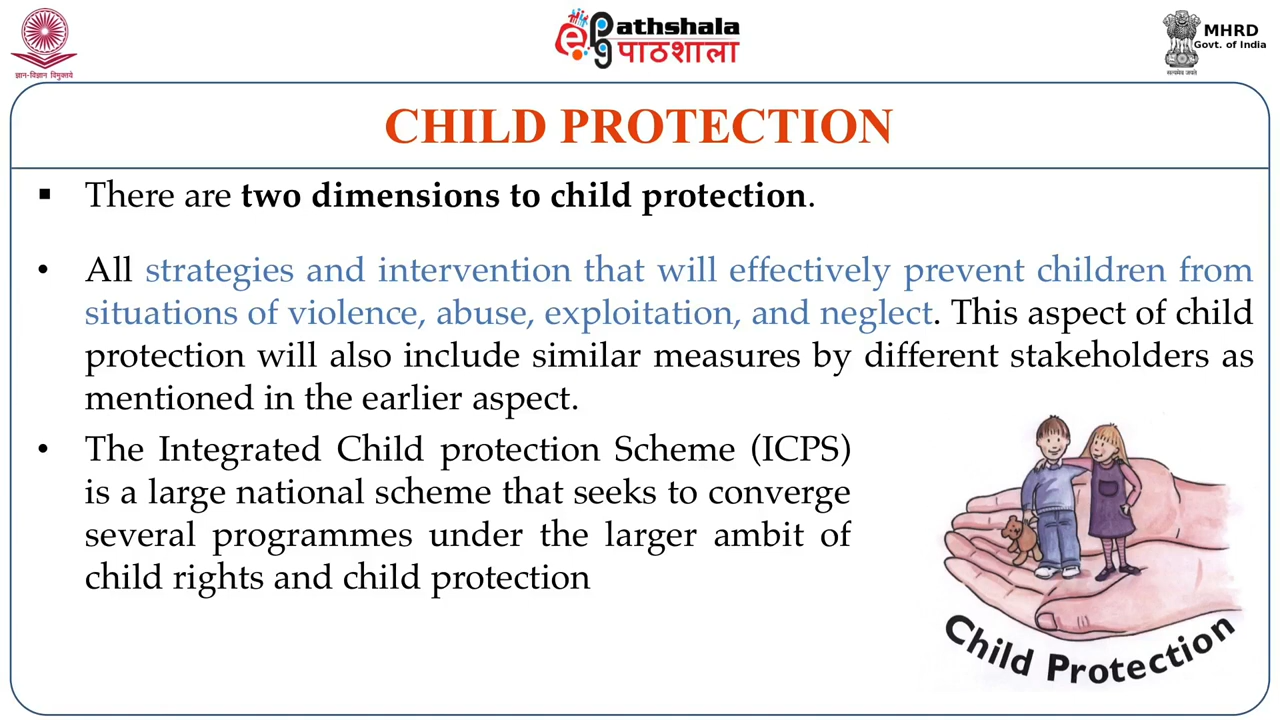 ज्ञान-विज्ञान विमुक्तये
ePathshala
पाठशाला
MHRD
Govt. of India
सत्यमेव जयते
CHILD PROTECTION
▪ There are two dimensions to child protection.
• All strategies and intervention that will effectively prevent children from
situations of violence, abuse, exploitation, and neglect. This aspect of child
protection will also include similar measures by different stakeholders as
mentioned in the earlier aspect.
• The Integrated Child protection Scheme (ICPS)
is a large national scheme that seeks to converge
several programmes under the larger ambit of
child rights and child protection
Child Protection